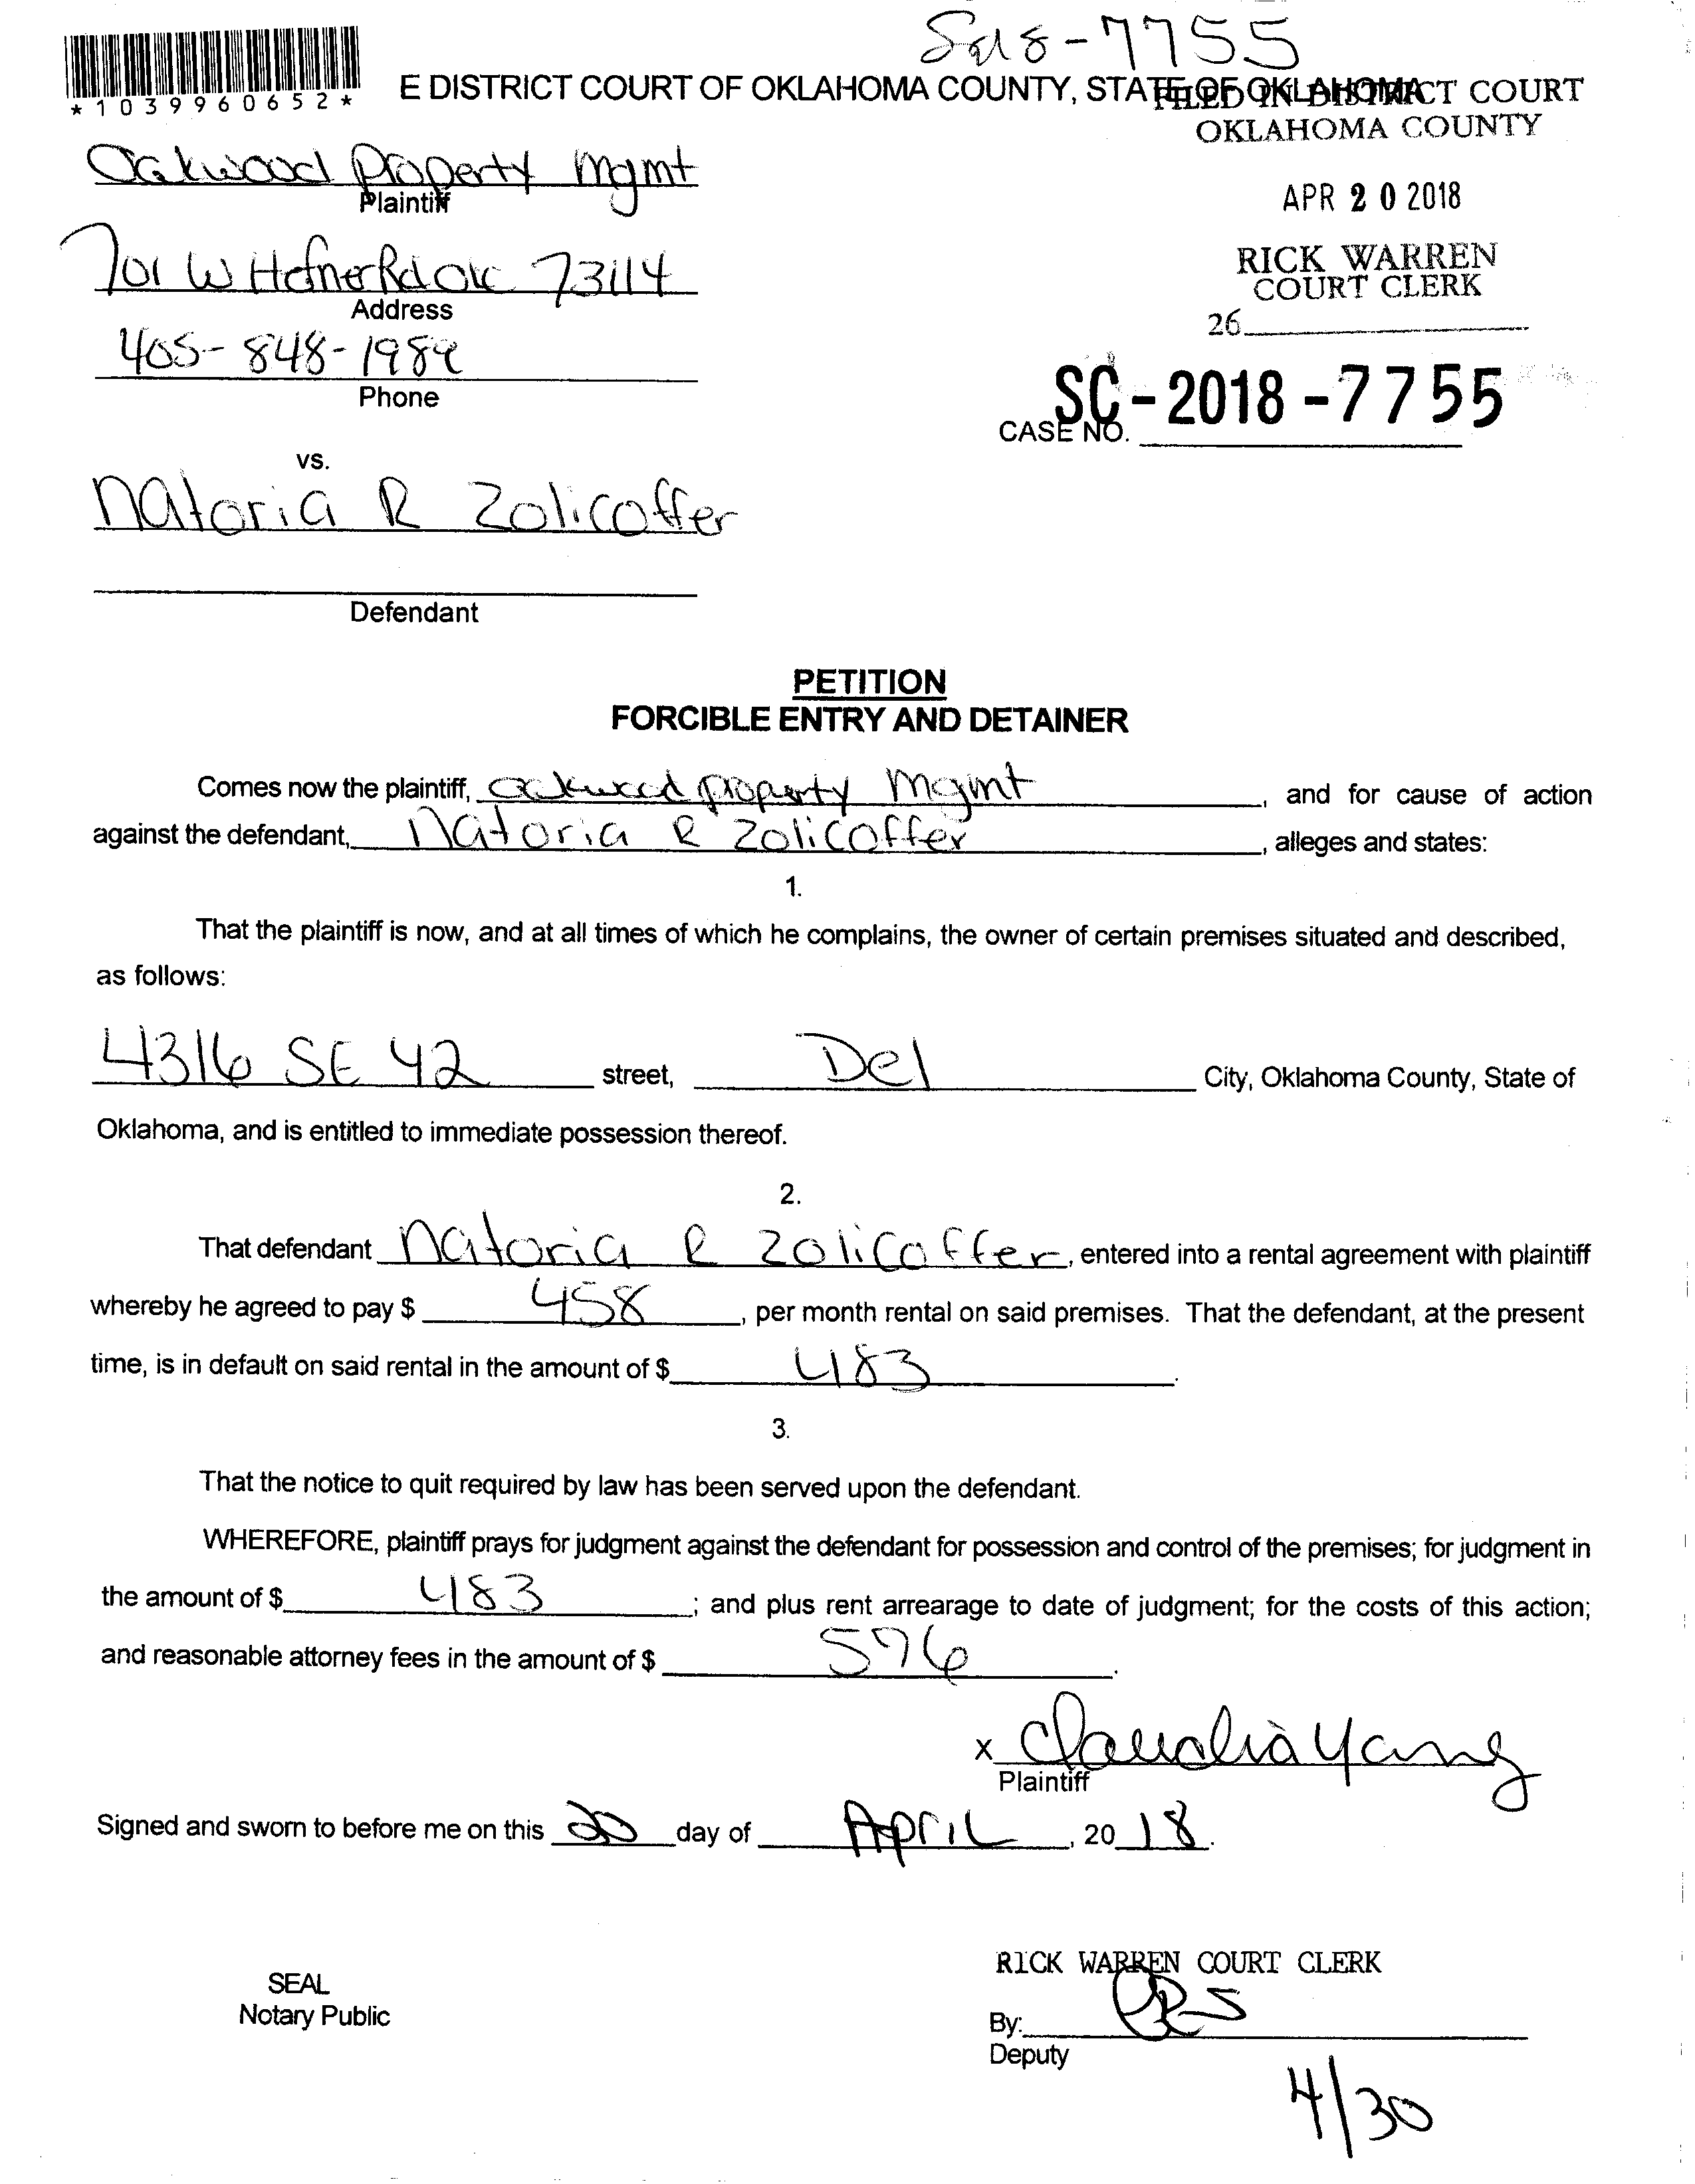 S018-7755
*1039960652*
E DISTRICT COURT OF OKLAHOMA COUNTY, STATE OF OKLAHOMA
FILED IN DISTRICT COURT
OKLAHOMA COUNTY
Oakwood Property Mgmt
Plaintiff
APR 20 2018
701 W Hefner Rd OKC 73114
Address
RICK WARREN
COURT CLERK
405-848-1989
Phone
26
SC-2018-7755
CASE NO.
vs.
Natoria R Zolicoffer
Defendant
PETITION
FORCIBLE ENTRY AND DETAINER
Comes now the plaintiff, Oakwood property Mgmt, and for cause of action
against the defendant, Natoria R Zolicoffer, alleges and states:
1.
That the plaintiff is now, and at all times of which he complains, the owner of certain premises situated and described,
as follows:
4316 SE 42 street, Del City, Oklahoma County, State of
Oklahoma, and is entitled to immediate possession thereof.
2.
That defendant Natoria R Zolicoffer, entered into a rental agreement with plaintiff
whereby he agreed to pay $ 458, per month rental on said premises. That the defendant, at the present
time, is in default on said rental in the amount of $ 483.
3.
That the notice to quit required by law has been served upon the defendant.
WHEREFORE, plaintiff prays for judgment against the defendant for possession and control of the premises; for judgment in
the amount of $ 483; and plus rent arrearage to date of judgment; for the costs of this action;
and reasonable attorney fees in the amount of $ 596.
x Claudia Yang
Plaintiff
Signed and sworn to before me on this 20 day of April, 2018.
RICK WARREN COURT CLERK
SEAL
Notary Public
By:
Deputy
4/30